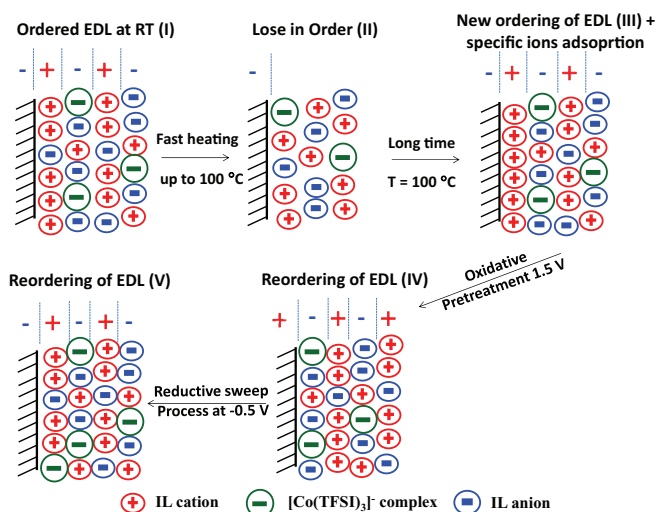 Ordered EDL at RT (I)
- + - + -
Fast heating
up to 100 °C
Lose in Order (II)
-
Long time
T = 100 °C
New ordering of EDL (III) +
specific ions adsoprtion
- + - + -
Oxidative
Pretreatment 1.5 V
Reordering of EDL (IV)
+ - + - +
Reductive sweep
Process at -0.5 V
Reordering of EDL (V)
- + - + -
IL cation
[Co(TFSI)₃]⁻ complex
IL anion